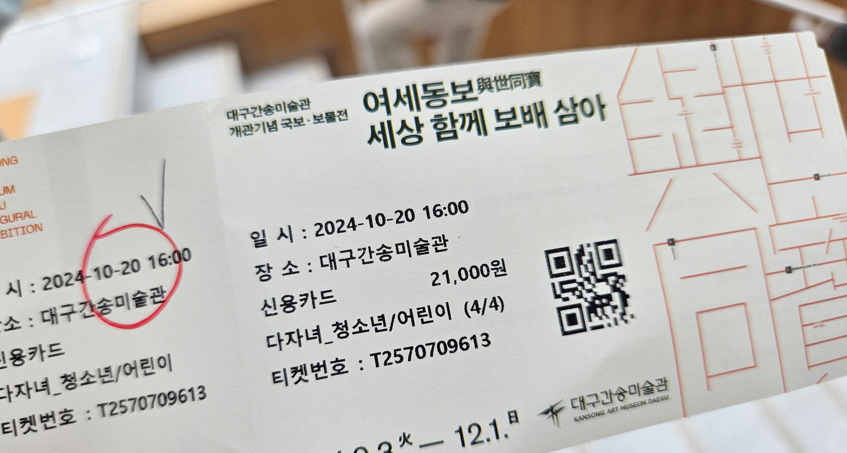 NG
UM
U
GURAL
BITION
시 : 2024-10-20 16:00
소 : 대구간송미술관
신용카드
다자녀_청소년/어린이
티켓번호 : T2570709613
대구간송미술관
개관기념 국보·보물전
여세동보與世同寶
세상 함께 보배 삼아
일 시 : 2024-10-20 16:00
장 소 : 대구간송미술관
신용카드 21,000원
다자녀_청소년/어린이 (4/4)
티켓번호 : T2570709613
火 — 12.1.日
대구간송미술관
KANSONG ART MUSEUM DAEGU